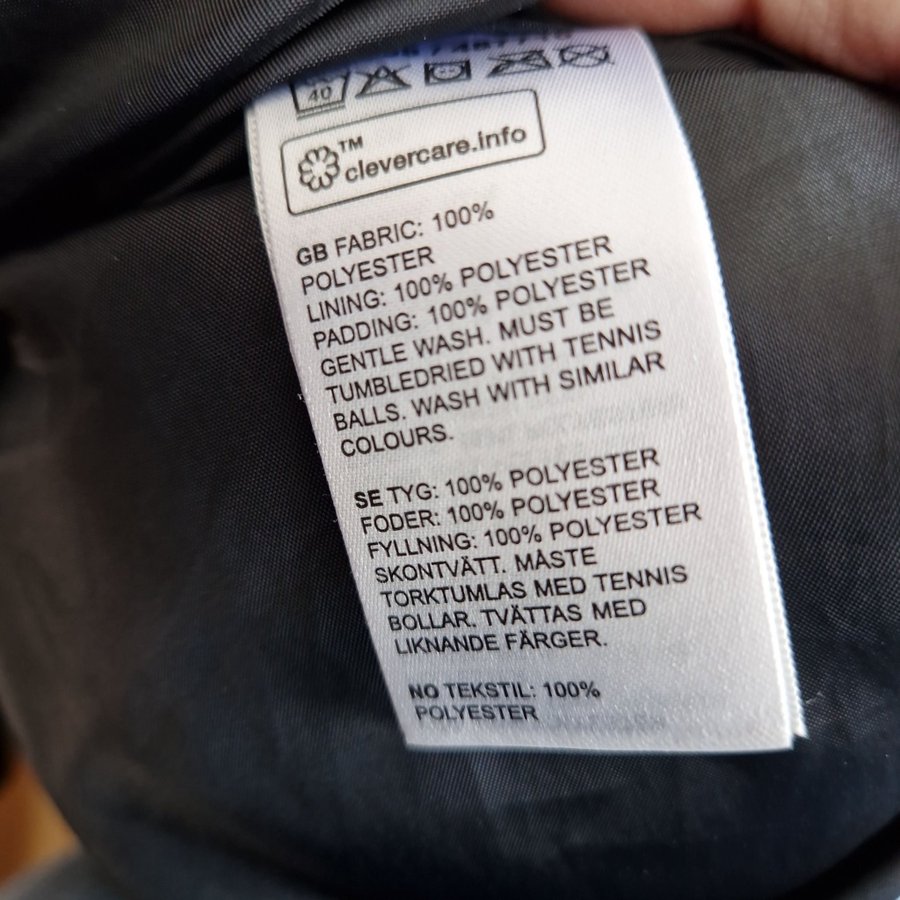 40
TM
clevercare.info
GB FABRIC: 100%
POLYESTER
LINING: 100% POLYESTER
PADDING: 100% POLYESTER
GENTLE WASH. MUST BE
TUMBLEDRIED WITH TENNIS
BALLS. WASH WITH SIMILAR
COLOURS.
SE TYG: 100% POLYESTER
FODER: 100% POLYESTER
FYLLNING: 100% POLYESTER
SKONTVÄTT. MÅSTE
TORKTUMLAS MED TENNIS
BOLLAR. TVÄTTAS MED
LIKNANDE FÄRGER.
NO TEKSTIL: 100%
POLYESTER